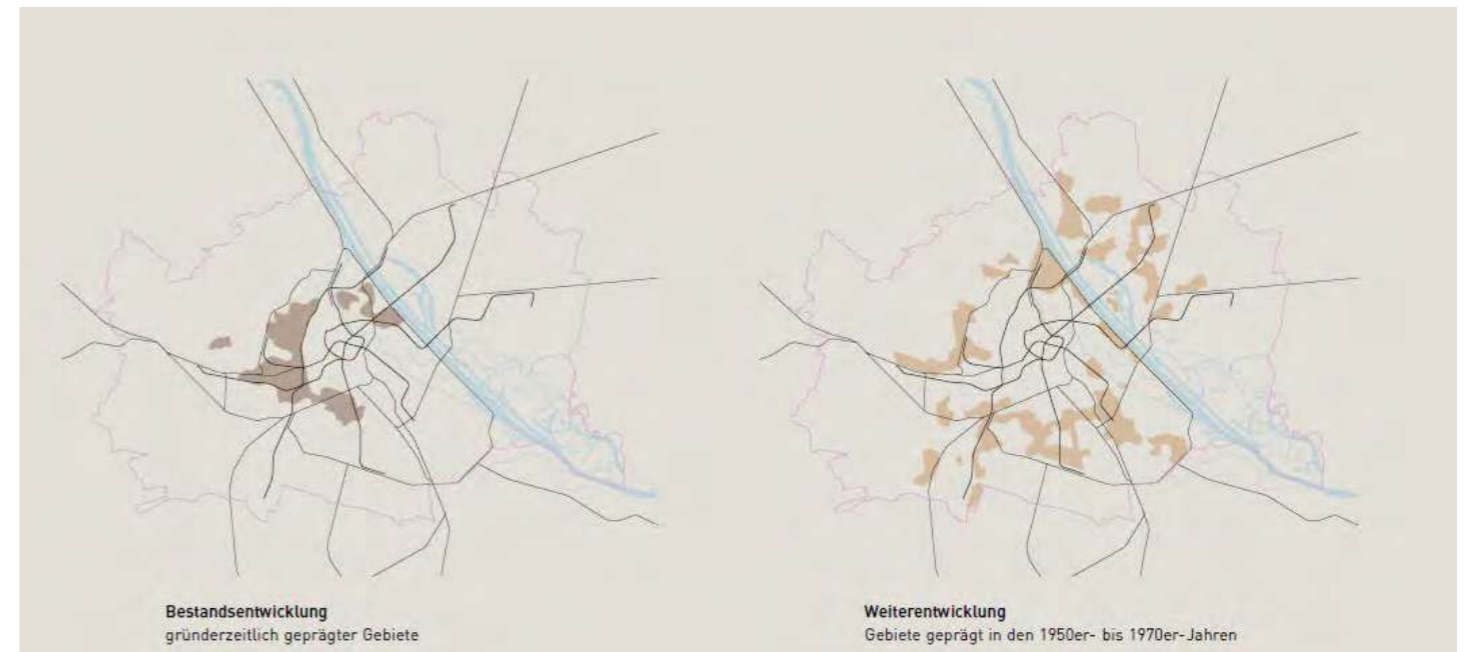 Bestandsentwicklung
gründerzeitlich geprägter Gebiete
Weiterentwicklung
Gebiete geprägt in den 1950er- bis 1970er-Jahren